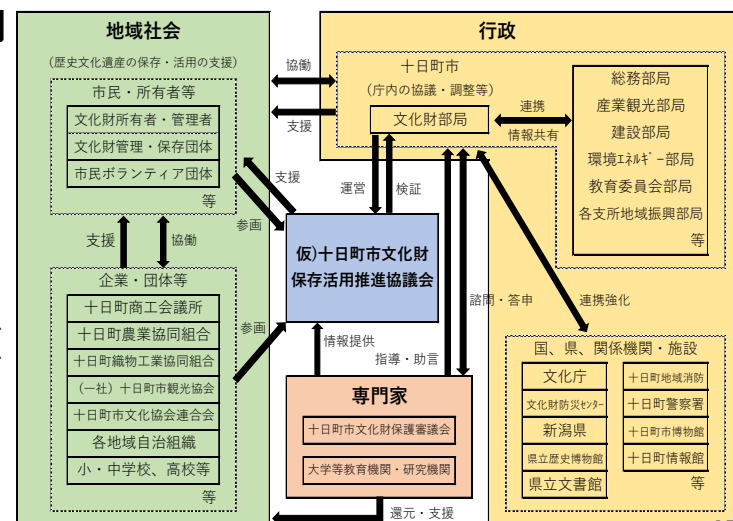 地域社会
(歴史文化遺産の保存・活用の支援)
市民・所有者等
文化財所有者・管理者
文化財管理・保存団体
市民ボランティア団体
等
支援
協働
企業・団体等
十日町商工会議所
十日町農業協同組合
十日町織物工業協同組合
(一社)十日町市観光協会
十日町市文化協会連合会
各地域自治組織
小・中学校、高校等
等
協働
支援
支援
参画
参画
行政
十日町市
(庁内の協議・調整等)
文化財部局
連携
情報共有
総務部局
産業観光部局
建設部局
環境エネルギー部局
教育委員会部局
各支所地域振興部局
等
運営
検証
仮)十日町市文化財
保存活用推進協議会
情報提供
指導・助言
諮問・答申
連携強化
専門家
十日町市文化財保護審議会
大学等教育機関・研究機関
還元・支援
国、県、関係機関・施設
文化庁
文化財防災センター
新潟県
県立歴史博物館
県立文書館
十日町地域消防
十日町警察署
十日町市博物館
十日町情報館
等